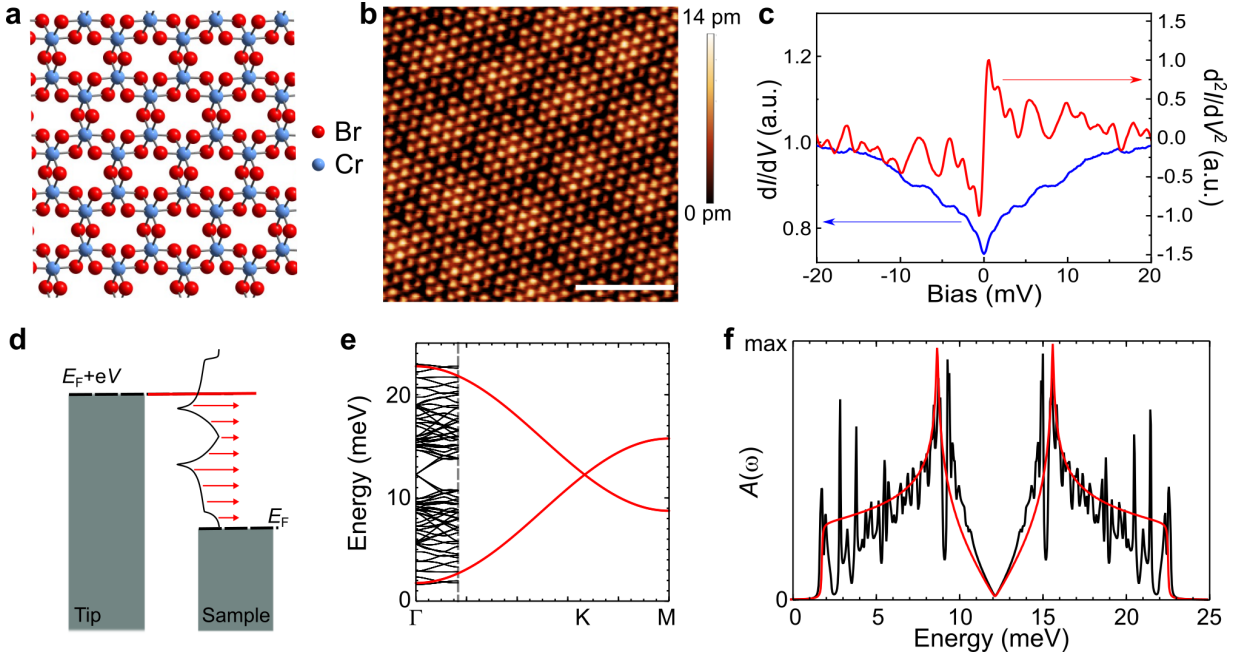 a
Br
Cr
b
14 pm
0 pm
c
dI/dV (a.u.)
1.2
1.0
0.8
-20
-10
0
10
20
Bias (mV)
1.5
1.0
0.5
0.0
-0.5
-1.0
-1.5
d²I/dV² (a.u.)
d
E_F+eV
E_F
Tip
Sample
e
Energy (meV)
20
10
0
Γ
K
M
f
A(ω)
max
0
0
5
10
15
20
25
Energy (meV)